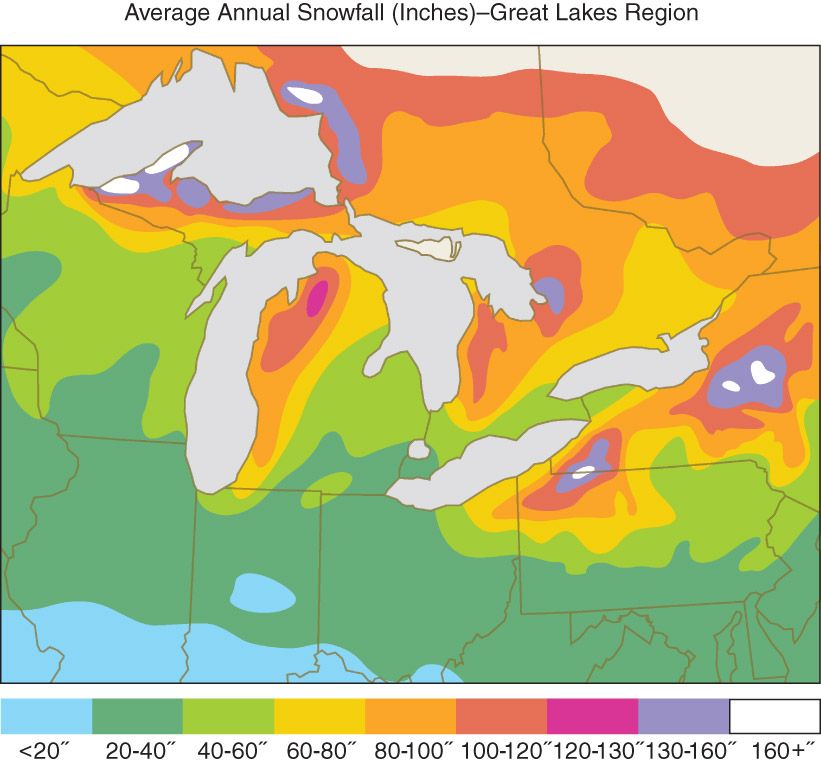 Average Annual Snowfall (Inches)–Great Lakes Region
<20″ 20-40″ 40-60″ 60-80″ 80-100″ 100-120″ 120-130″ 130-160″ 160+″